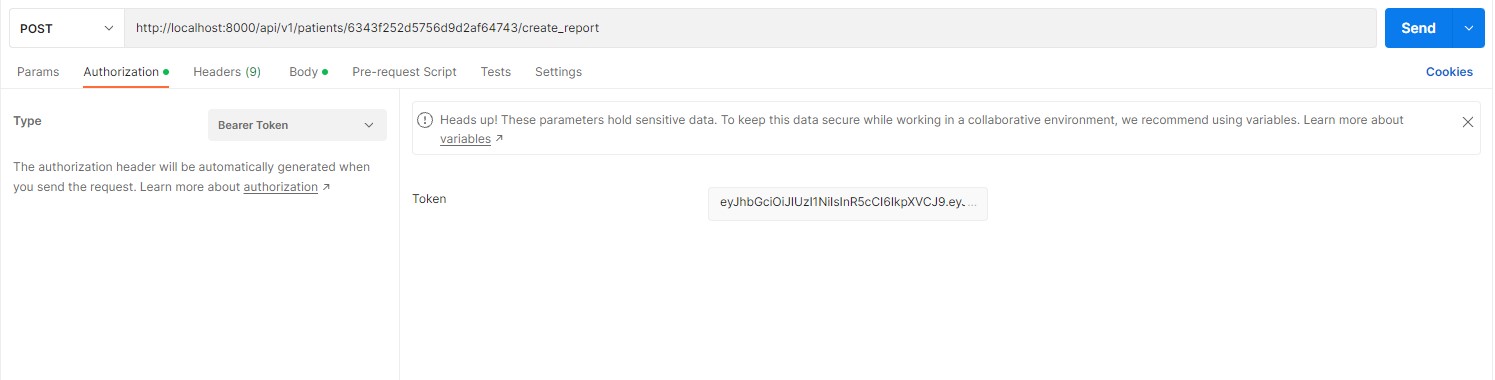 POST
http://localhost:8000/api/v1/patients/6343f252d5756d9d2af64743/create_report
Send
Params
Authorization
Headers (9)
Body
Pre-request Script
Tests
Settings
Cookies
Type
Bearer Token
The authorization header will be automatically generated when
you send the request. Learn more about authorization ↗
Heads up! These parameters hold sensitive data. To keep this data secure while working in a collaborative environment, we recommend using variables. Learn more about
variables ↗
Token
eyJhbGciOiJIUzI1NiIsInR5cCI6IkpXVCJ9.eyJ...